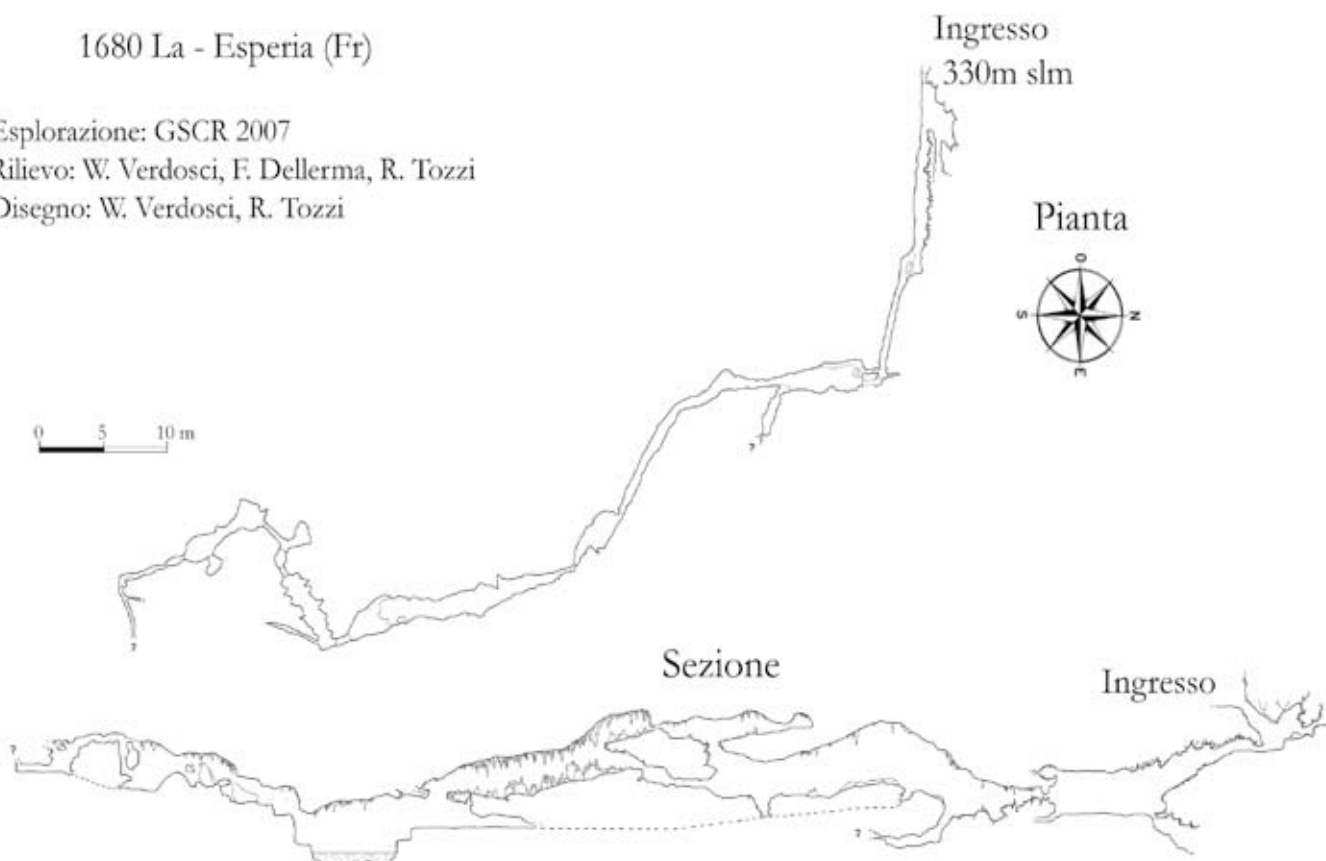 1680 La - Esperia (Fr)
Esplorazione: GSCR 2007
Rilievo: W. Verdosci, F. Dellerma, R. Tozzi
Disegno: W. Verdosci, R. Tozzi
Ingresso
330m slm
Pianta
O
S
N
E
0 5 10 m
?
?
Sezione
Ingresso
?
?